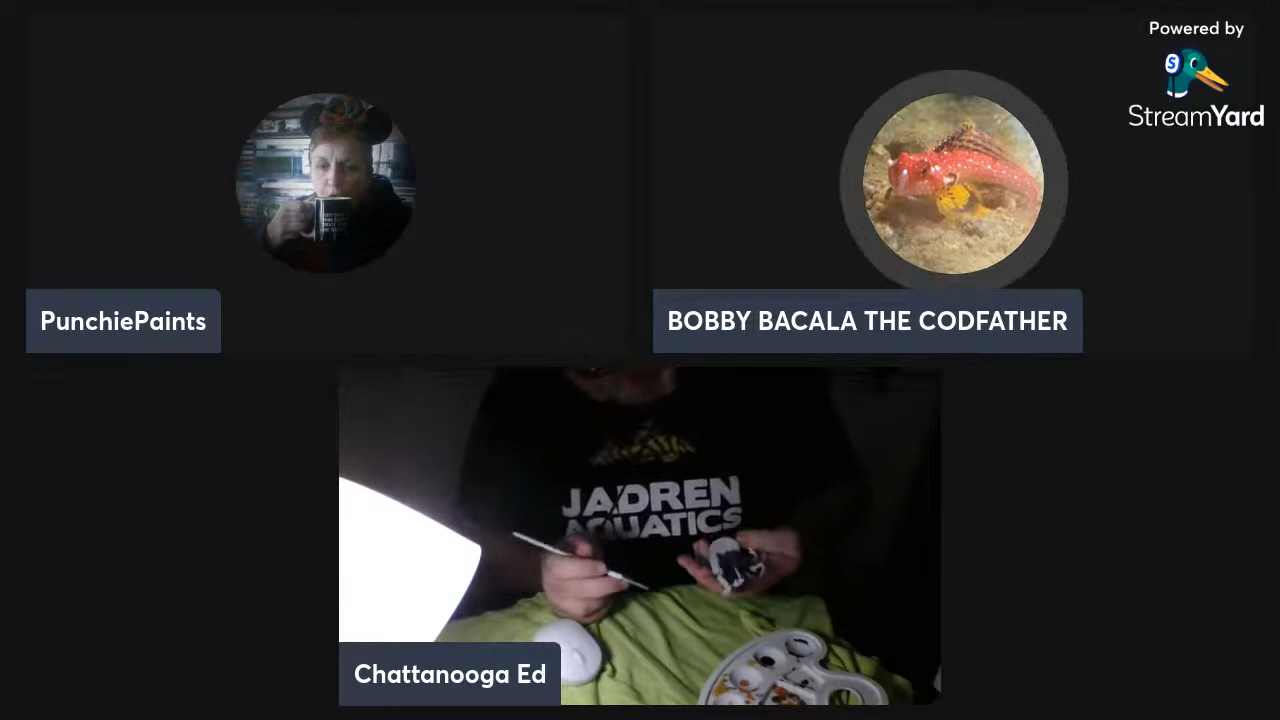 Powered by
StreamYard
PunchiePaints
BOBBY BACALA THE CODFATHER
JADREN
AQUATICS
Chattanooga Ed